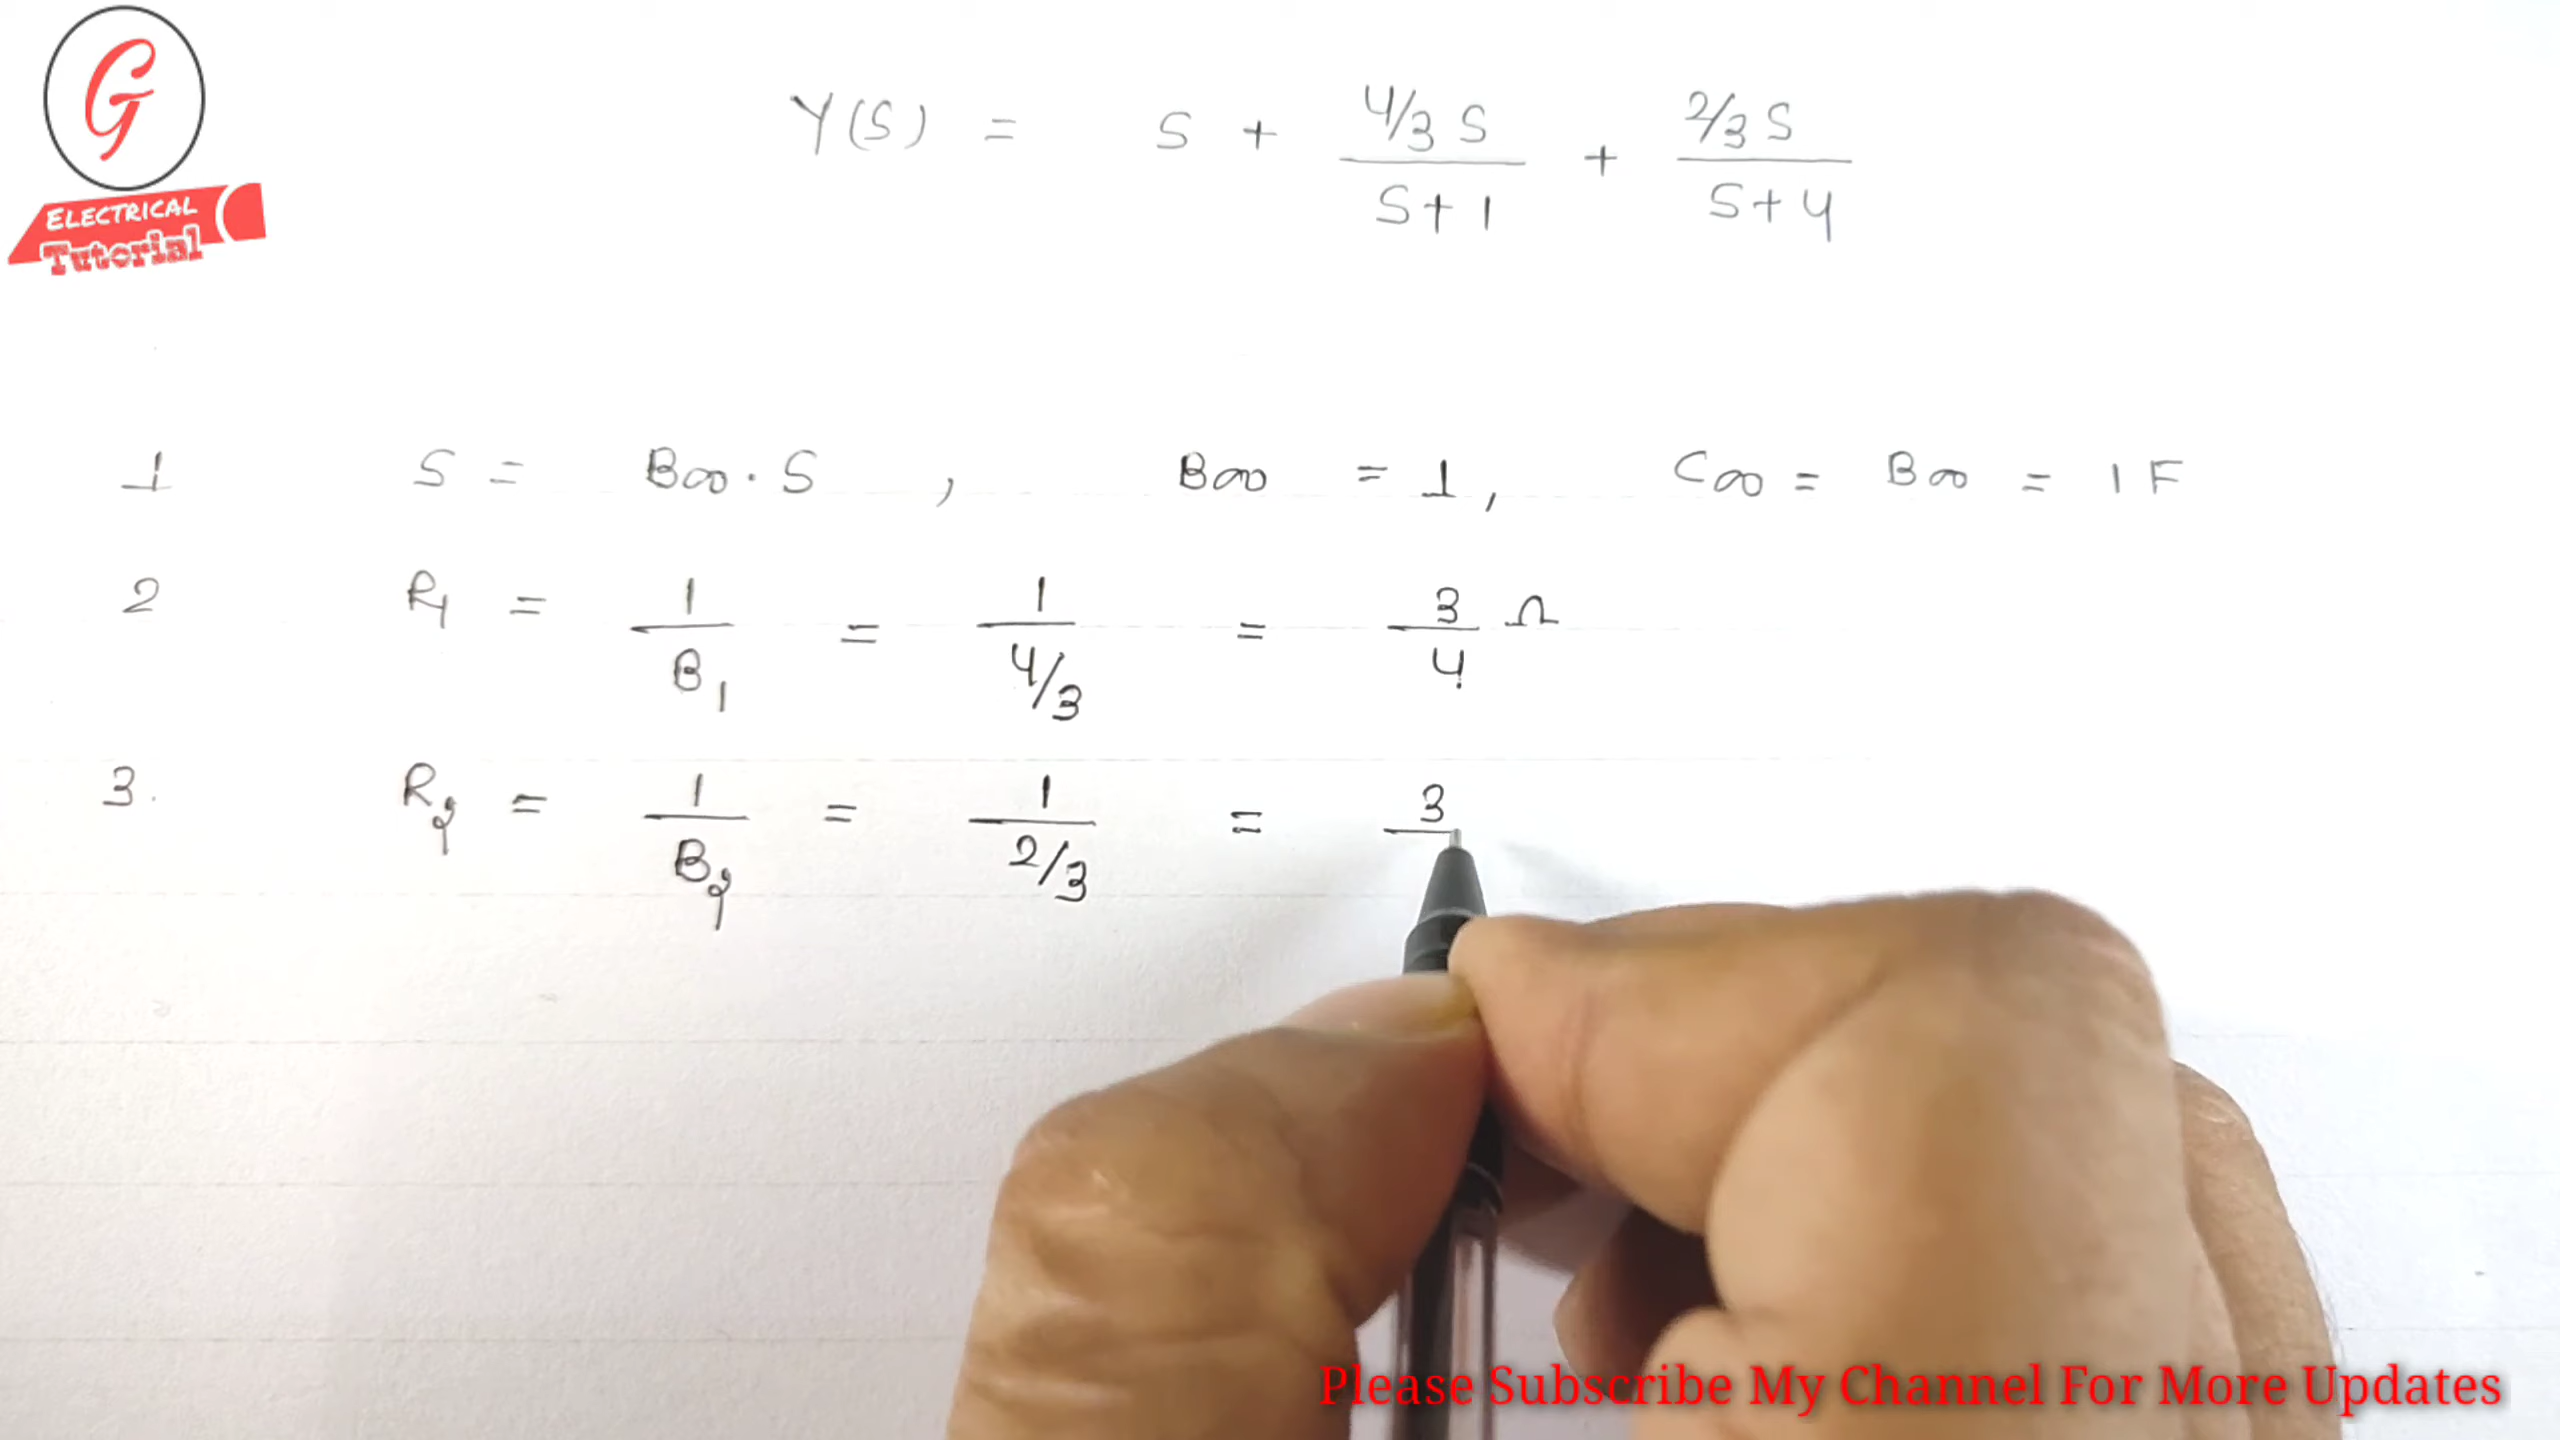 G
ELECTRICAL
Tutorial
Y(S) = S + 4/3 S / S+1 + 2/3 S / S+4
1 S = B∞ . S , B∞ = 1, C∞ = B∞ = 1 F
2 R1 = 1/B1 = 1/4/3 = 3/4 Ω
3. R2 = 1/B2 = 1/2/3 = 3
Please Subscribe My Channel For More Updates